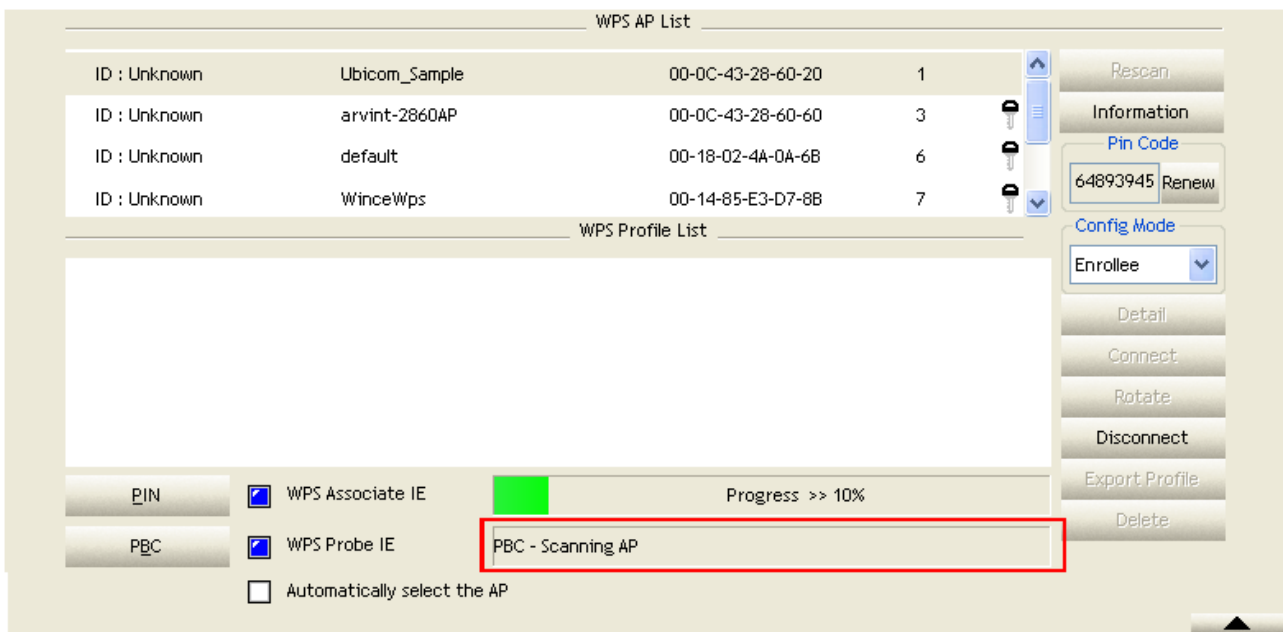 WPS AP List
ID : Unknown Ubicom_Sample 00-0C-43-28-60-20 1
Rescan
ID : Unknown arvint-2860AP 00-0C-43-28-60-60 3
Information
Pin Code
ID : Unknown default 00-18-02-4A-0A-6B 6
64893945 Renew
ID : Unknown WinceWps 00-14-85-E3-D7-8B 7
WPS Profile List
Config Mode
Enrollee
Detail
Connect
Rotate
Disconnect
Export Profile
Delete
PIN WPS Associate IE Progress >> 10%
PBC WPS Probe IE PBC - Scanning AP
Automatically select the AP